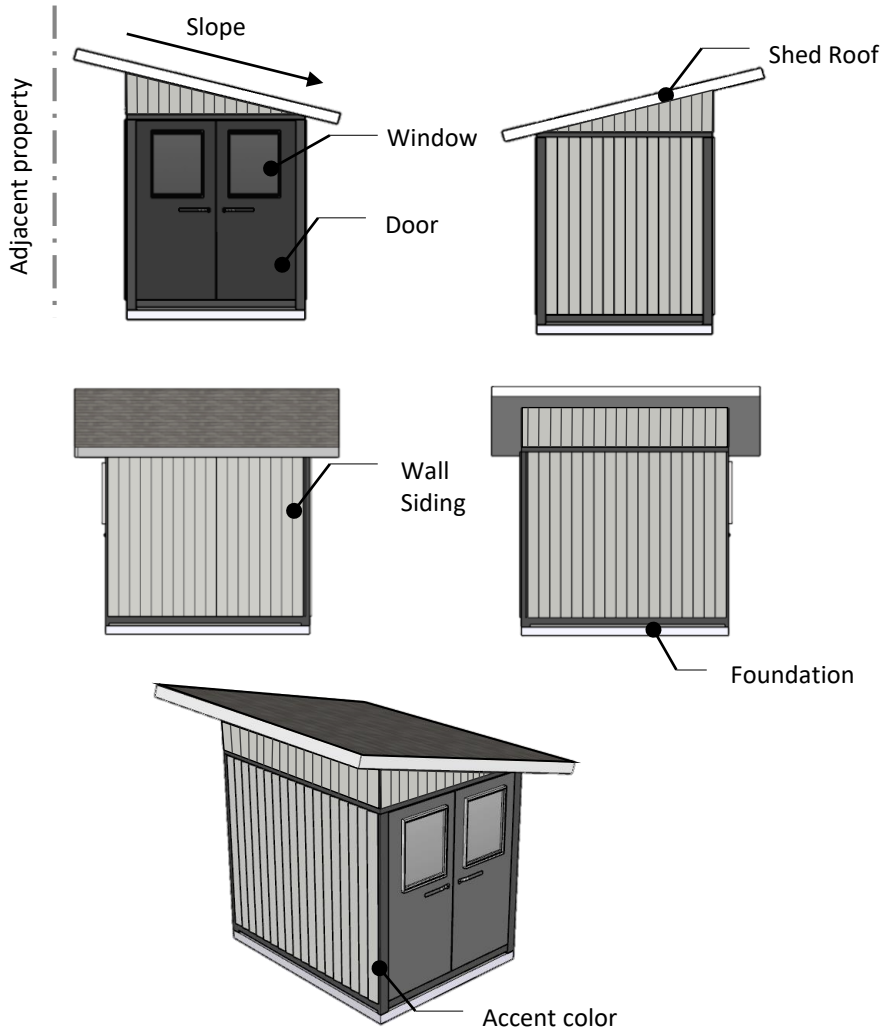 Slope
Shed Roof
Adjacent property
Window
Door
Wall
Siding
Foundation
Accent color